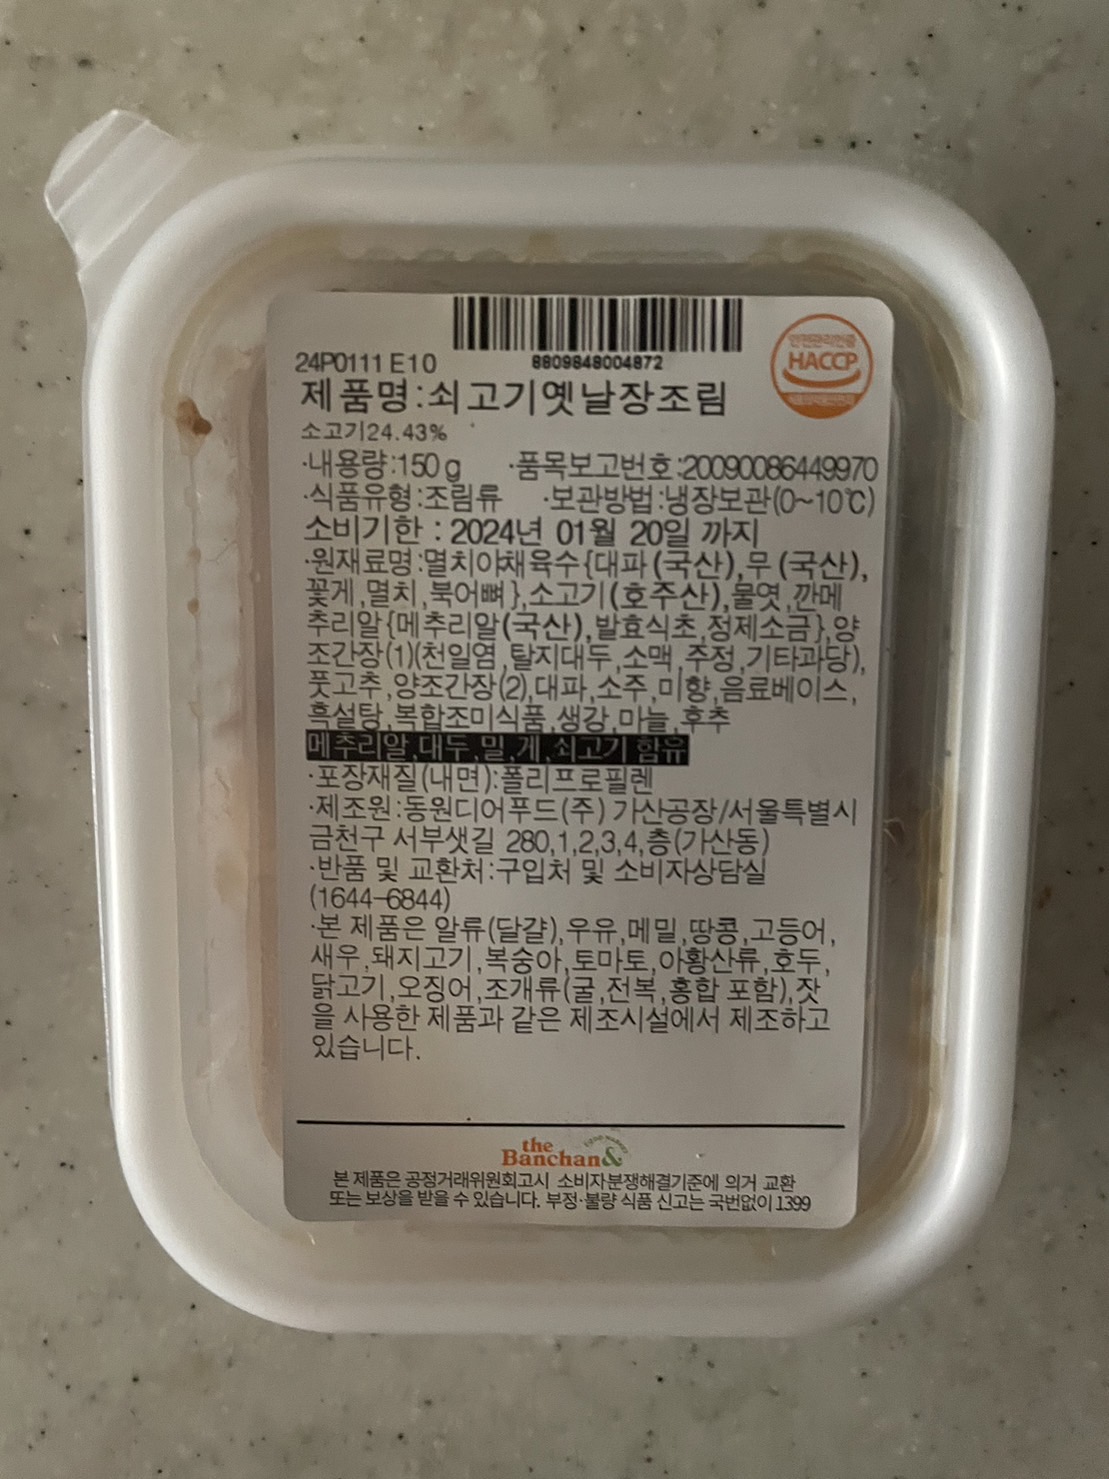 8809848004872
24P0111 E10
안전관리인증
HACCP
제품명:쇠고기옛날장조림
소고기24.43%
·내용량:150g ·품목보고번호:20090086449970
·식품유형:조림류 ·보관방법:냉장보관(0~10℃)
소비기한 : 2024년 01월 20일 까지
·원재료명:멸치야채육수{대파(국산),무(국산),
꽃게,멸치,북어뼈},소고기(호주산),물엿,깐메
추리알{메추리알(국산),발효식초,정제소금},양
조간장(1)(천일염,탈지대두,소맥,주정,기타과당),
풋고추,양조간장(2),대파,소주,미향,음료베이스,
흑설탕,복합조미식품,생강,마늘,후추
메추리알,대두,밀,게,쇠고기 함유
·포장재질(내면):폴리프로필렌
·제조원:동원디어푸드(주) 가산공장/서울특별시
금천구 서부샛길 280,1,2,3,4,층(가산동)
·반품 및 교환처:구입처 및 소비자상담실
(1644-6844)
·본 제품은 알류(달걀),우유,메밀,땅콩,고등어,
새우,돼지고기,복숭아,토마토,아황산류,호두,
닭고기,오징어,조개류(굴,전복,홍합 포함),잣
을 사용한 제품과 같은 제조시설에서 제조하고
있습니다.
the
Banchan&
FOOD MARKET
본 제품은 공정거래위원회고시 소비자분쟁해결기준에 의거 교환
또는 보상을 받을 수 있습니다. 부정·불량 식품 신고는 국번없이 1399